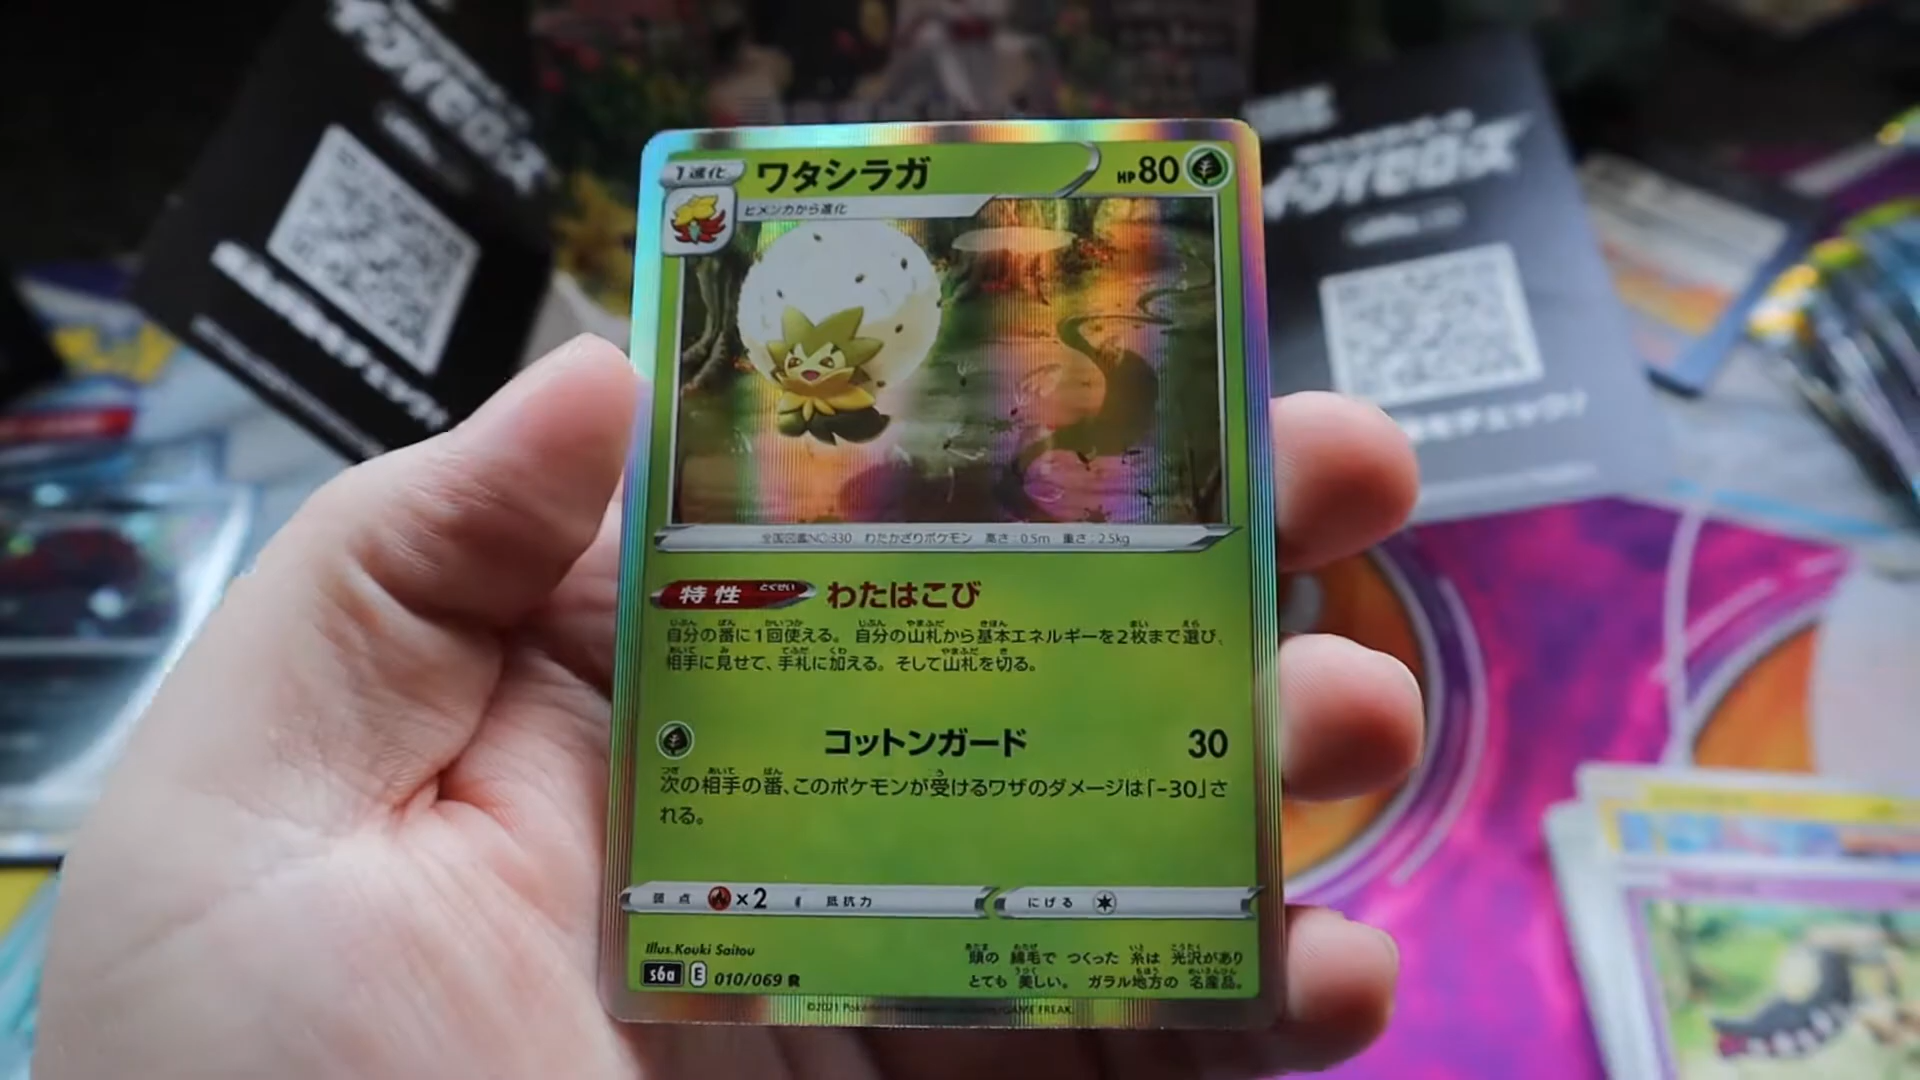 1進化 ワタシラガ HP80
ヒメンカから進化
全国図鑑NO.830 わたかざりポケモン 高さ:0.5m 重さ:2.5kg
特性 とくせい わたはこび
自分の番に1回使える。自分の山札から基本エネルギーを2枚まで選び、
相手に見せて、手札に加える。そして山札を切る。
コットンガード 30
次の相手の番、このポケモンが受けるワザのダメージは「-30」さ
れる。
弱点 ×2 抵抗力 にげる
Illus.Kouki Saitou
s6a E 010/069 R
頭の 綿毛で つくった 糸は 光沢があり
とても 美しい。 ガラル地方の 名産品。
©2021 GAME FREAK.